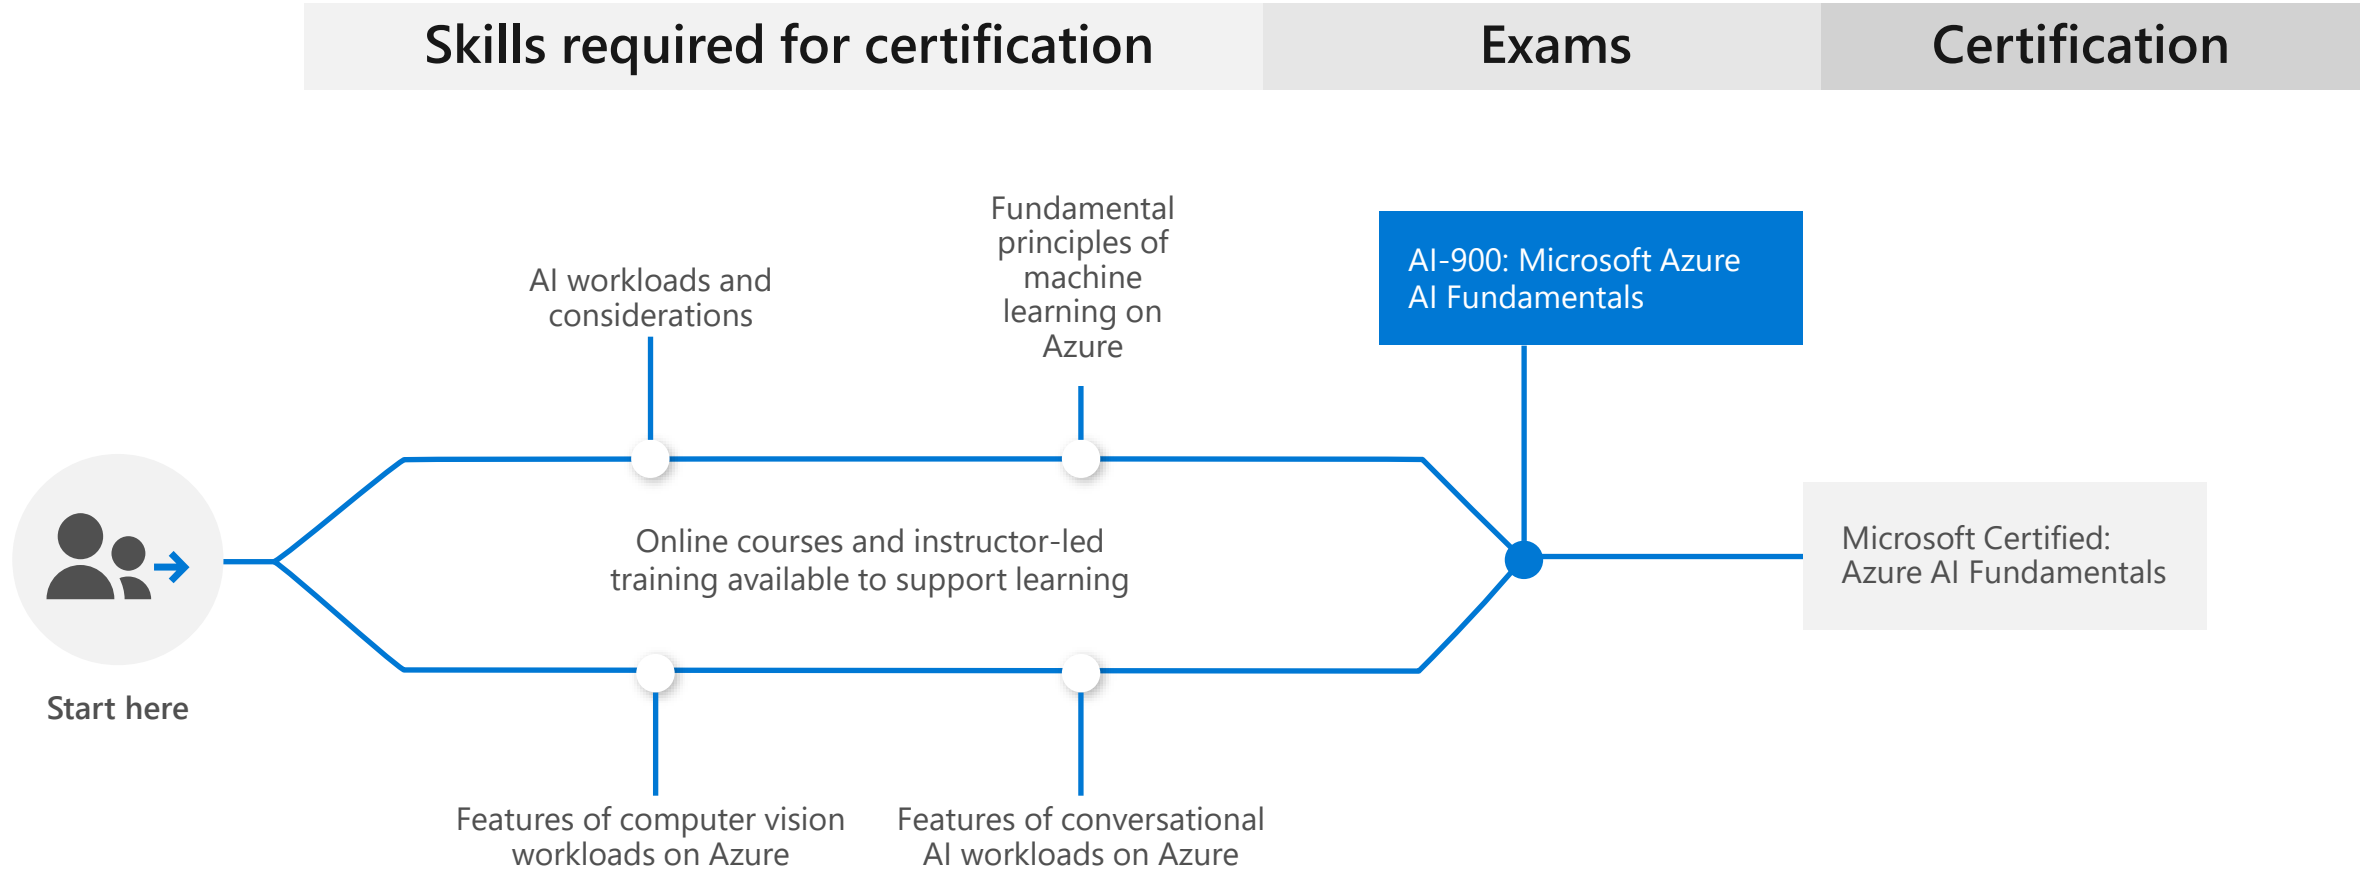 Skills required for certification
Exams
Certification
Fundamental
principles of
machine
learning on
Azure
AI workloads and
considerations
AI-900: Microsoft Azure
AI Fundamentals
Online courses and instructor-led
training available to support learning
Microsoft Certified:
Azure AI Fundamentals
Start here
Features of computer vision
workloads on Azure
Features of conversational
AI workloads on Azure